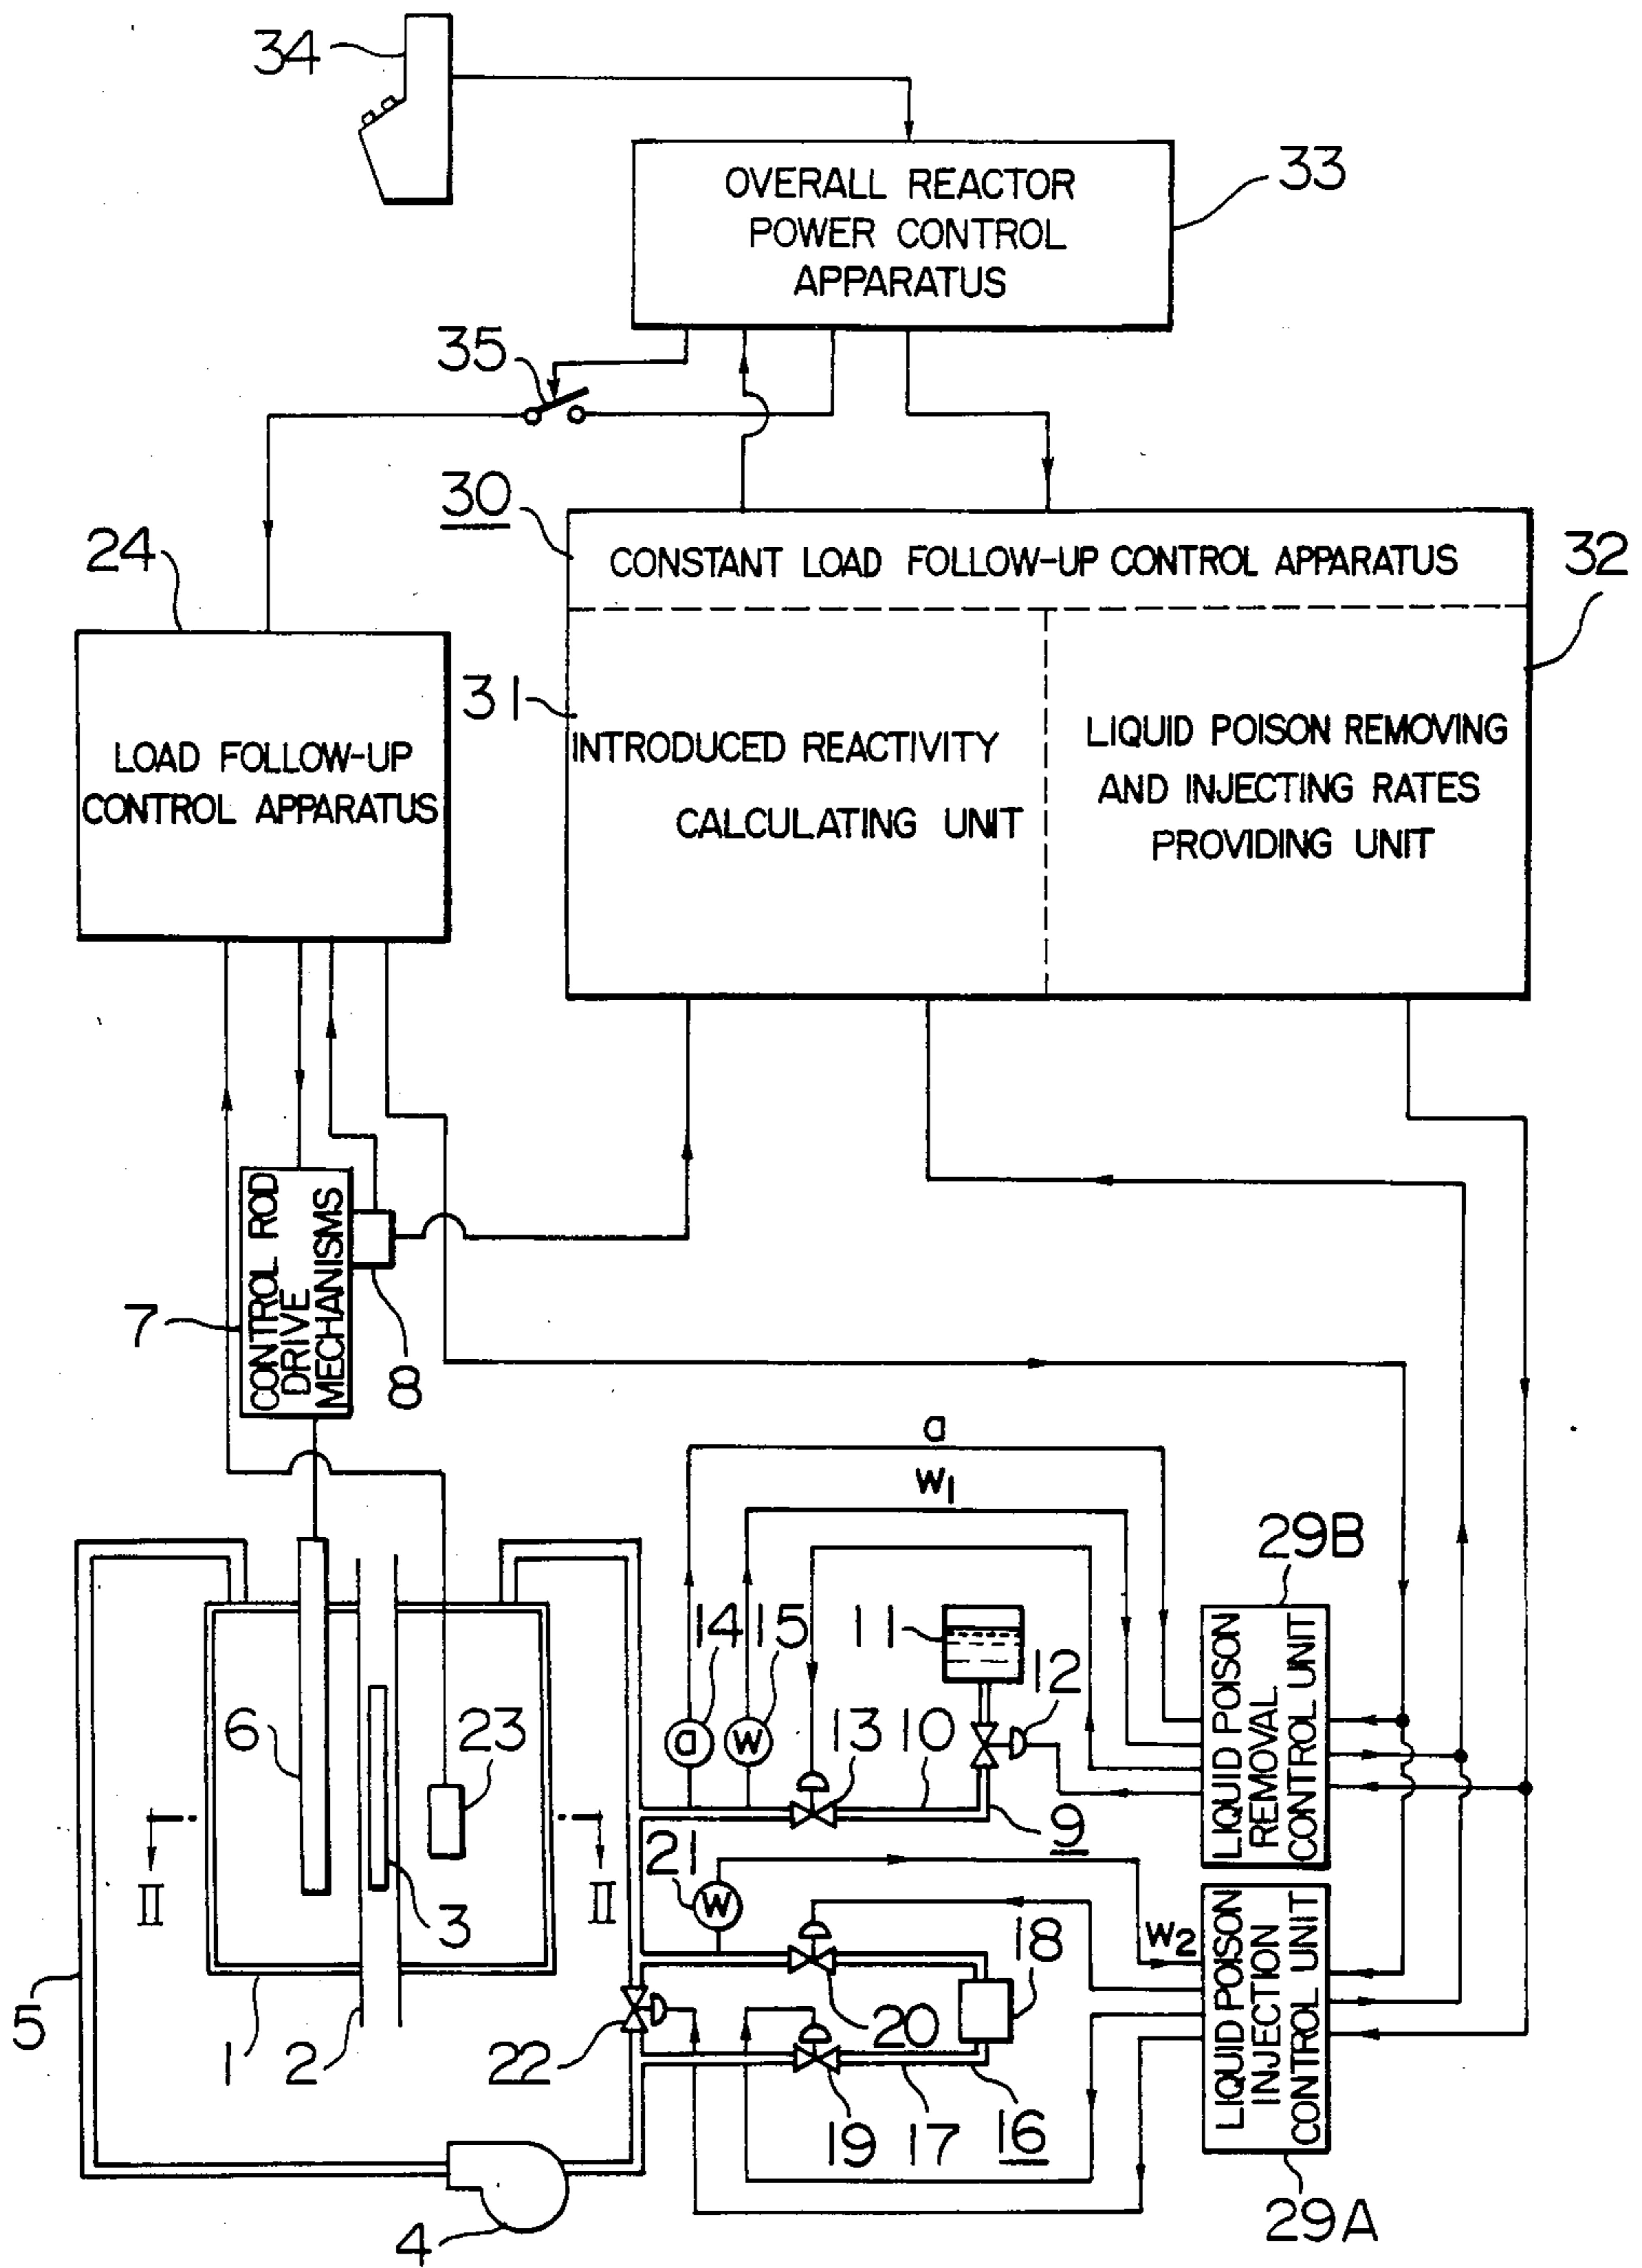 34
OVERALL REACTOR
POWER CONTROL
APPARATUS
33
35
30
CONSTANT LOAD FOLLOW-UP CONTROL APPARATUS
32
24
31
LOAD FOLLOW-UP
CONTROL APPARATUS
INTRODUCED REACTIVITY
CALCULATING UNIT
LIQUID POISON REMOVING
AND INJECTING RATES
PROVIDING UNIT
CONTROL ROD
DRIVE
MECHANISMS
7
8
a
W1
29B
14
15
11
12
6
23
a
W
13
10
LIQUID POISON
REMOVAL
CONTROL UNIT
9
II
II
3
21
W
18
W2
LIQUID POISON
INJECTION
CONTROL UNIT
5
1
2
22
20
19
17
16
4
29A